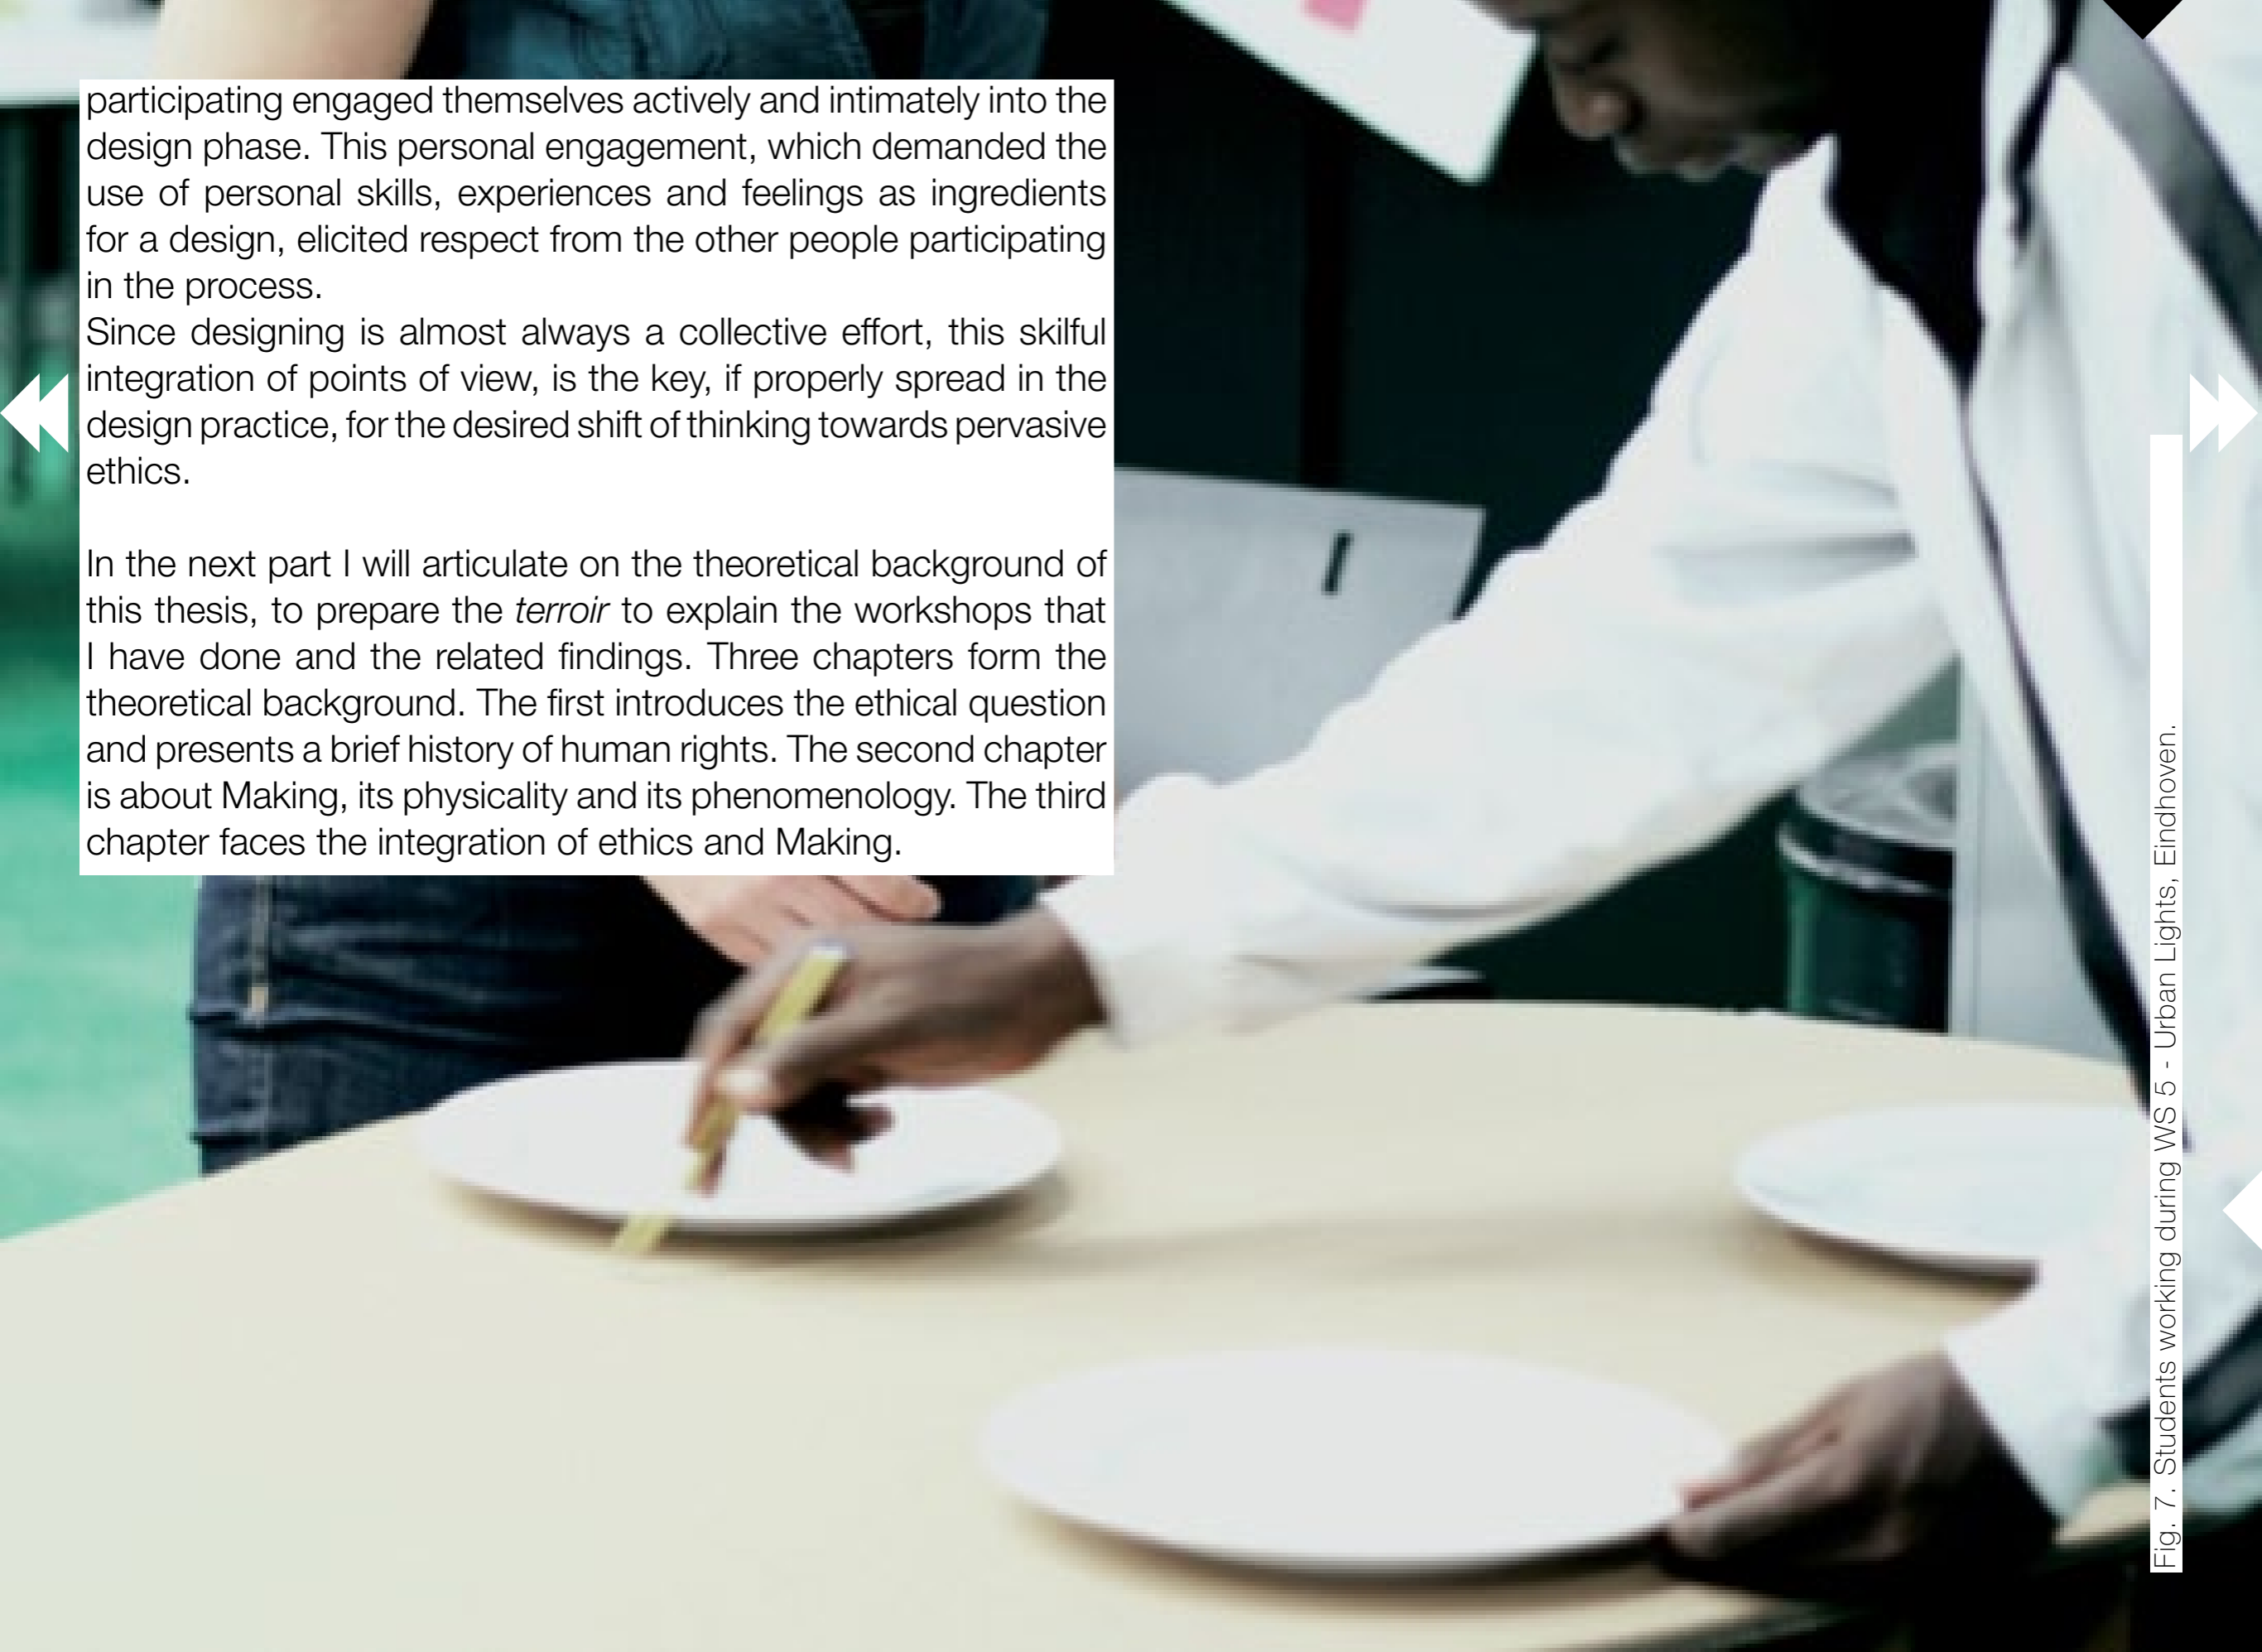 participating engaged themselves actively and intimately into the
design phase. This personal engagement, which demanded the
use of personal skills, experiences and feelings as ingredients
for a design, elicited respect from the other people participating
in the process.
Since designing is almost always a collective effort, this skilful
integration of points of view, is the key, if properly spread in the
design practice, for the desired shift of thinking towards pervasive
ethics.
In the next part I will articulate on the theoretical background of
this thesis, to prepare the terroir to explain the workshops that
I have done and the related findings. Three chapters form the
theoretical background. The first introduces the ethical question
and presents a brief history of human rights. The second chapter
is about Making, its physicality and its phenomenology. The third
chapter faces the integration of ethics and Making.
Fig. 7. Students working during WS 5 - Urban Lights, Eindhoven.